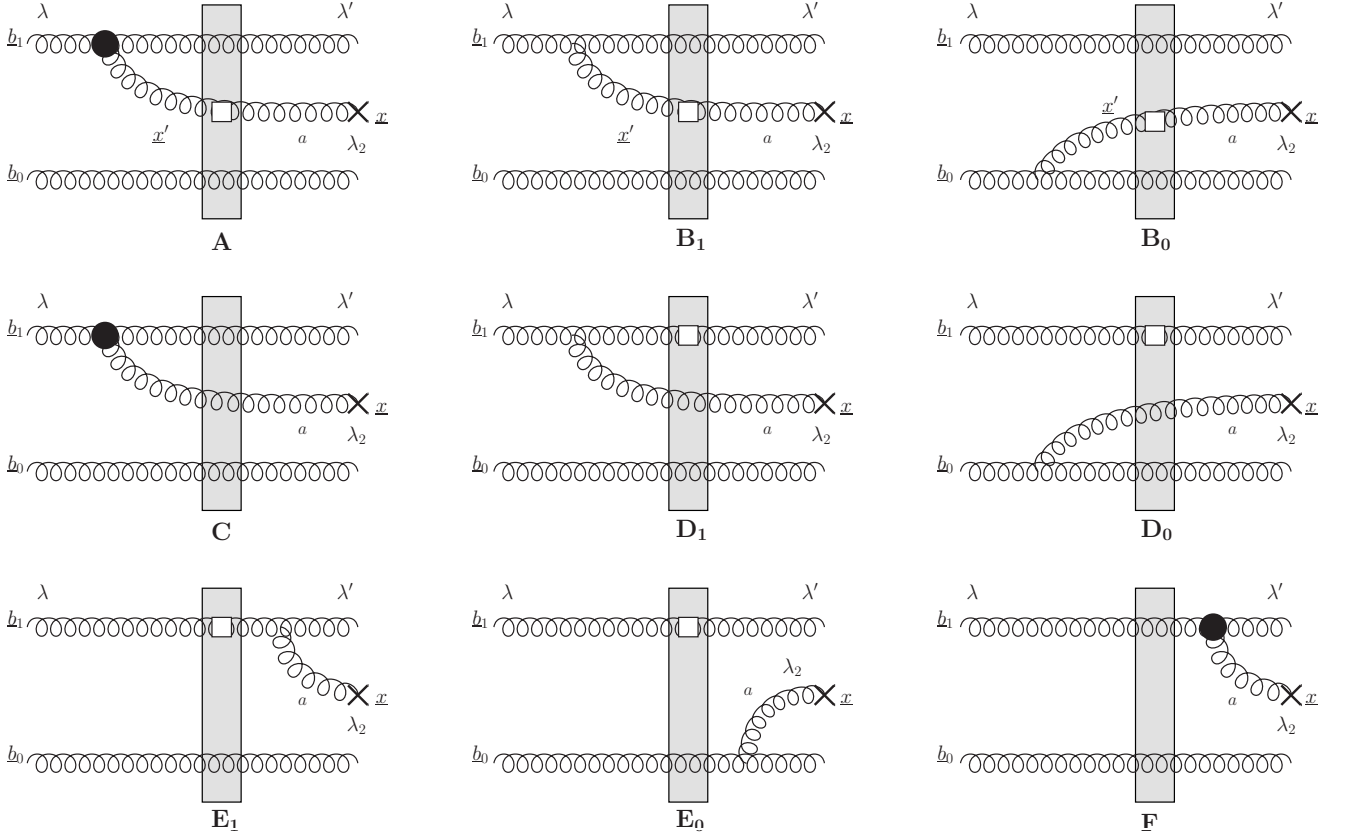 λ λ′ λ λ′ λ λ′
b₁ b₁ b₁
x′ x x′ x x′ x
a λ₂ a λ₂ a λ₂
b₀ b₀ b₀
A B₁ B₀
λ λ′ λ λ′ λ λ′
b₁ b₁ b₁
x x x
a λ₂ a λ₂ a λ₂
b₀ b₀ b₀
C D₁ D₀
λ λ′ λ λ′ λ λ′
b₁ b₁ b₁
a x a λ₂ x a x
λ₂ λ₂
b₀ b₀ b₀
E₁ E₀ F